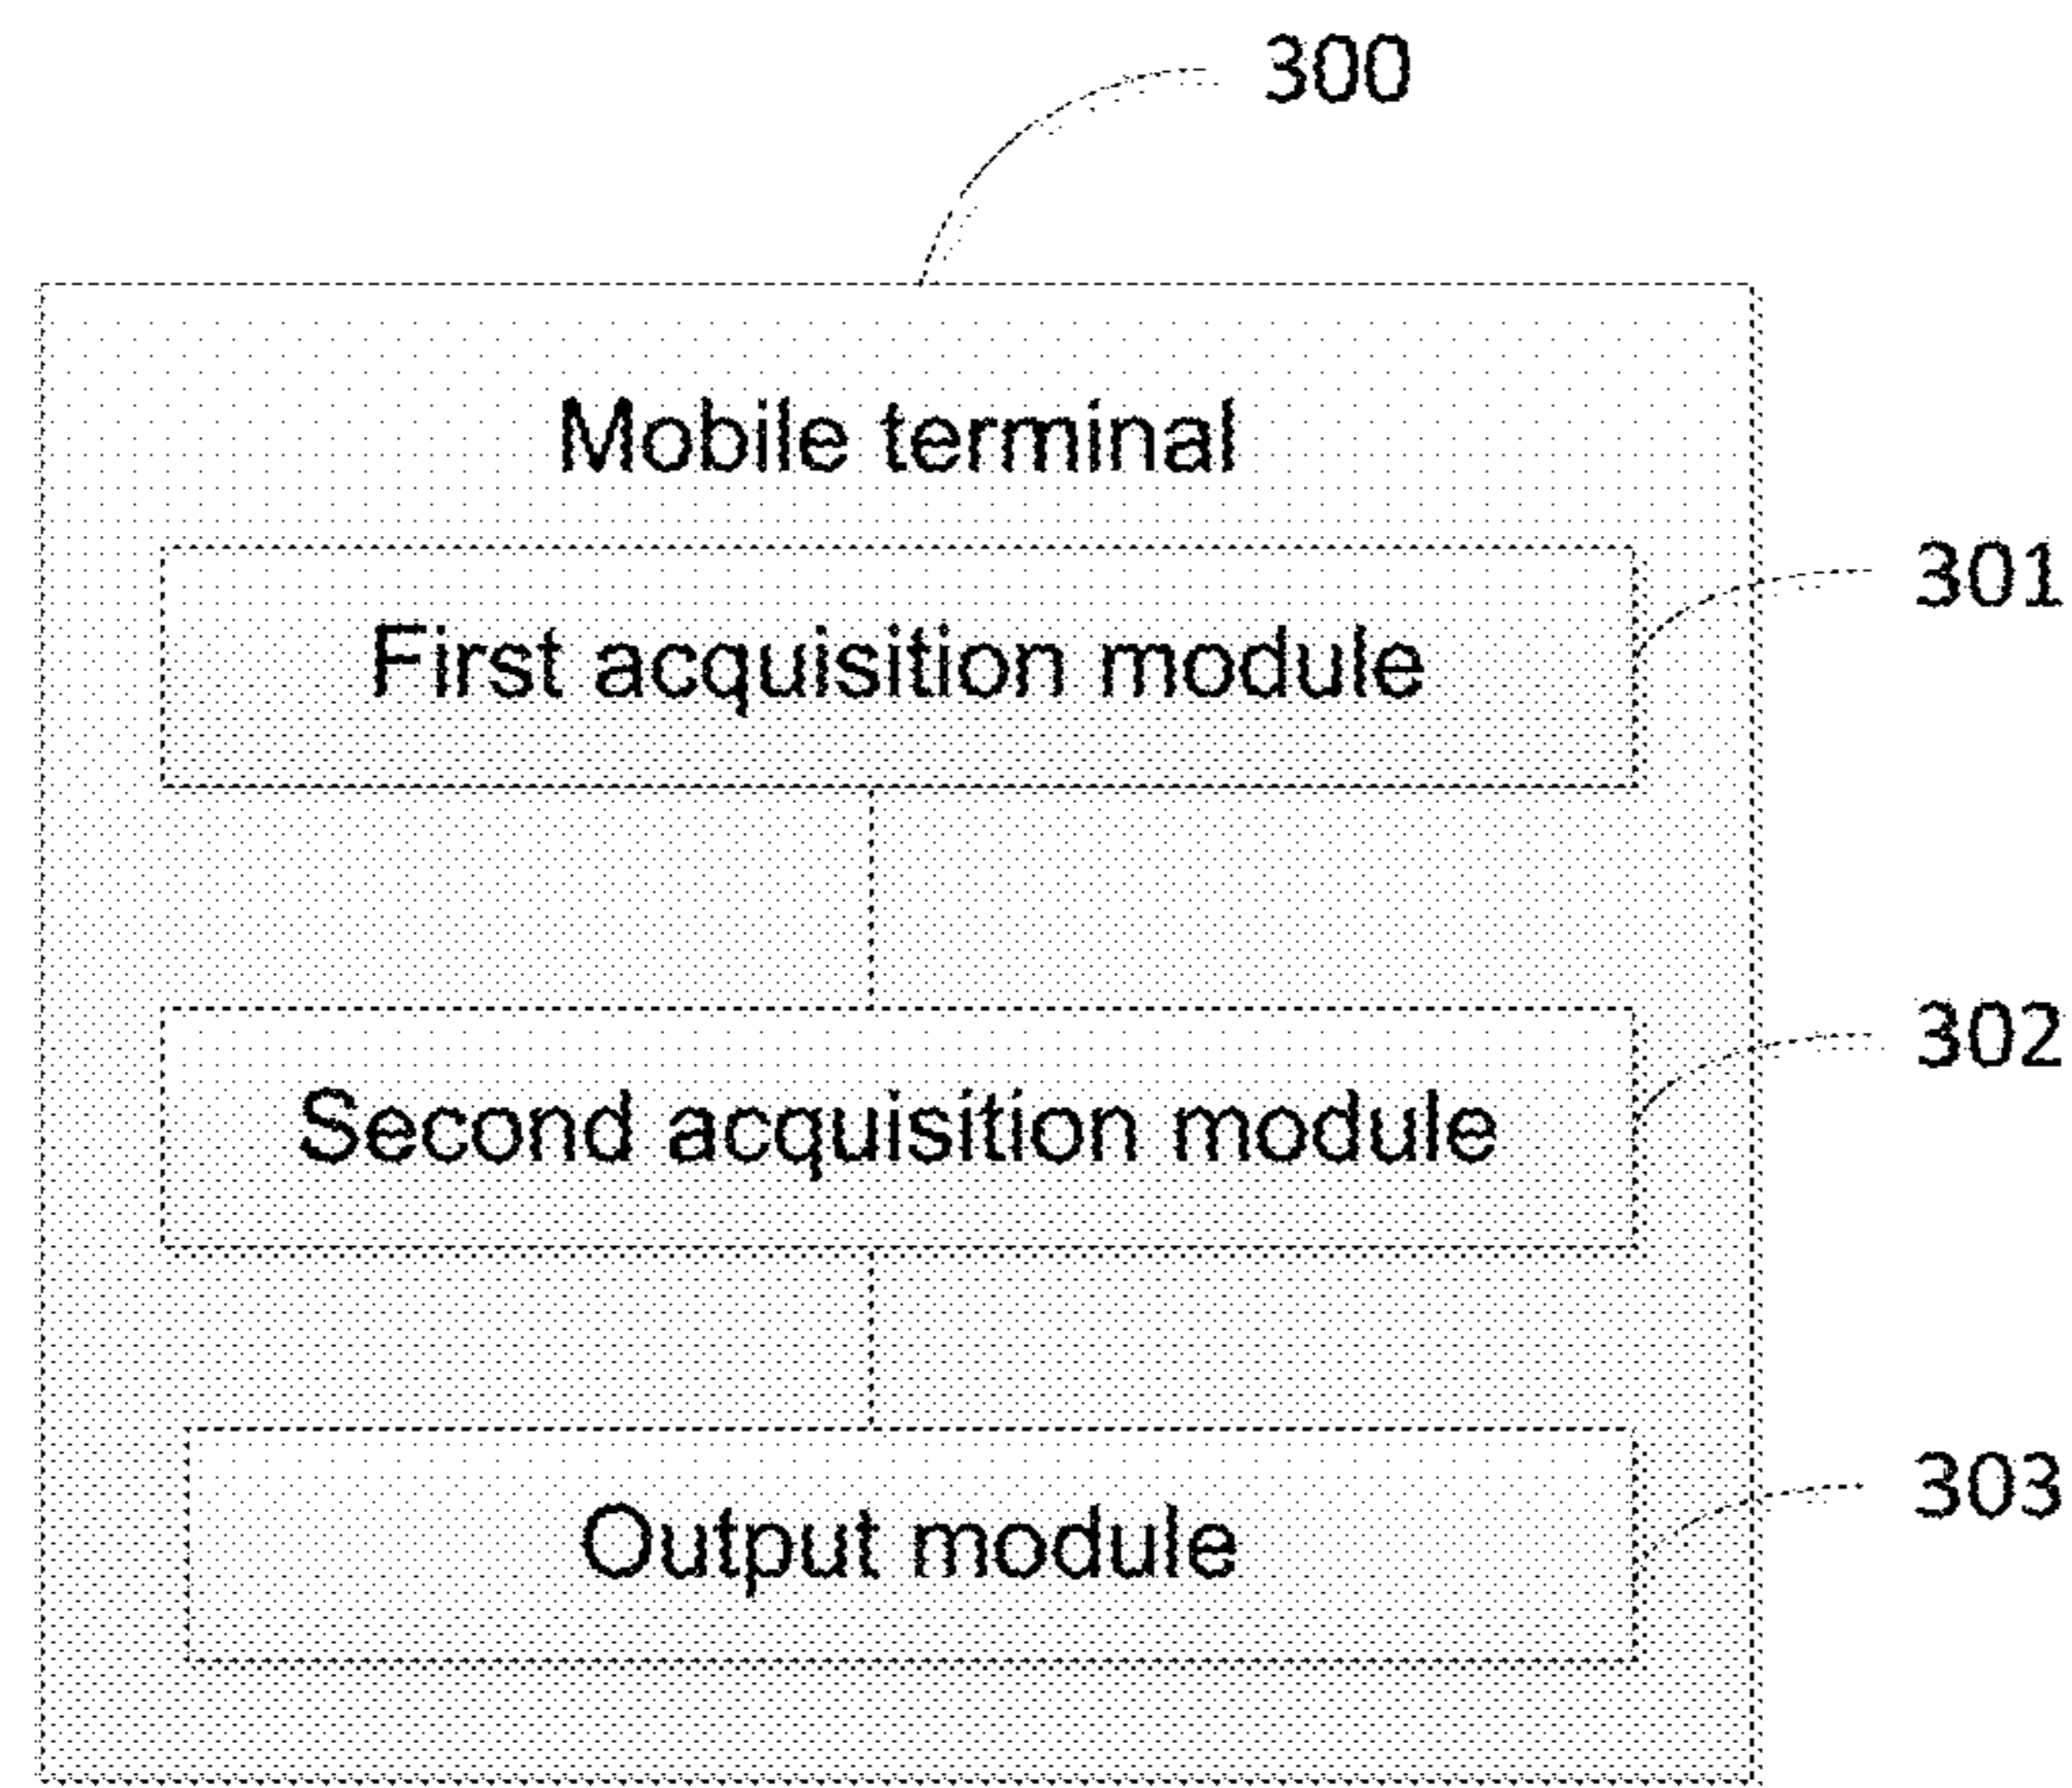 300
Mobile terminal
301
First acquisition module
302
Second acquisition module
303
Output module